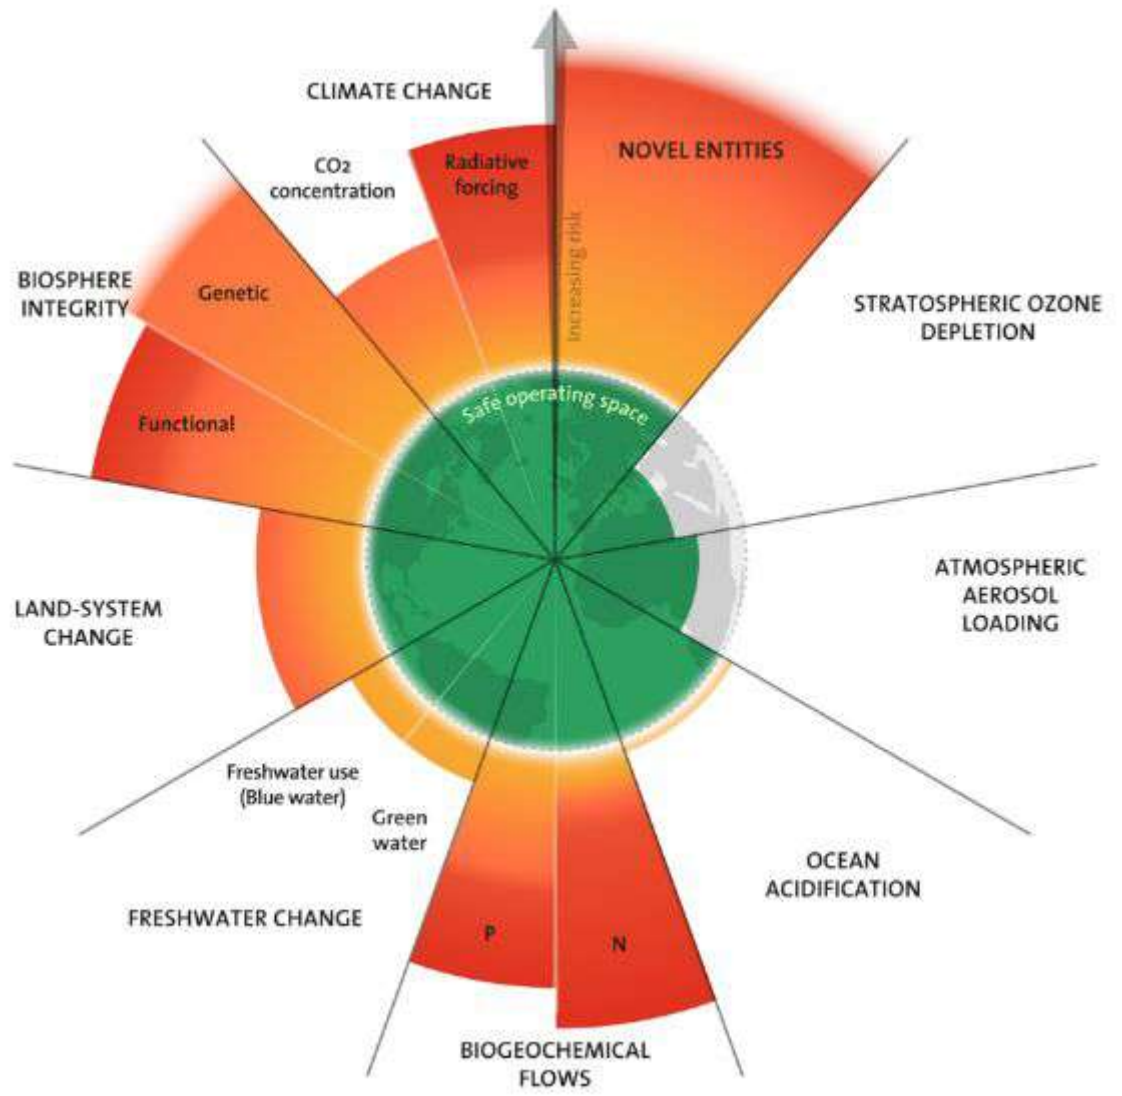 CLIMATE CHANGE
CO2
concentration
Radiative
forcing
NOVEL ENTITIES
Increasing risk
BIOSPHERE
INTEGRITY
Genetic
STRATOSPHERIC OZONE
DEPLETION
Functional
Safe operating space
ATMOSPHERIC
AEROSOL
LOADING
LAND-SYSTEM
CHANGE
Freshwater use
(Blue water)
Green
water
OCEAN
ACIDIFICATION
FRESHWATER CHANGE
P
N
BIOGEOCHEMICAL
FLOWS